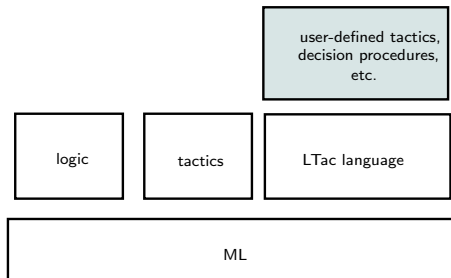 user-defined tactics,
decision procedures,
etc.
logic
tactics
LTac language
ML